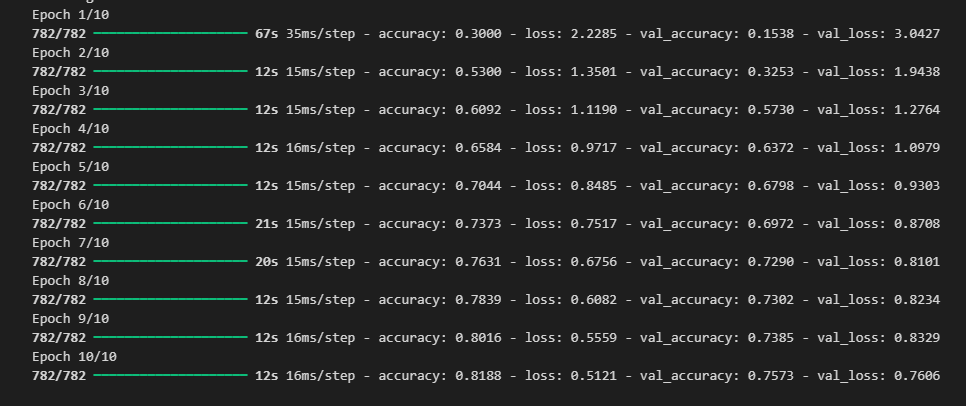 Epoch 1/10
782/782 ━━━━━━━━━━━━━━━━━━━━ 67s 35ms/step - accuracy: 0.3000 - loss: 2.2285 - val_accuracy: 0.1538 - val_loss: 3.0427
Epoch 2/10
782/782 ━━━━━━━━━━━━━━━━━━━━ 12s 15ms/step - accuracy: 0.5300 - loss: 1.3501 - val_accuracy: 0.3253 - val_loss: 1.9438
Epoch 3/10
782/782 ━━━━━━━━━━━━━━━━━━━━ 12s 15ms/step - accuracy: 0.6092 - loss: 1.1190 - val_accuracy: 0.5730 - val_loss: 1.2764
Epoch 4/10
782/782 ━━━━━━━━━━━━━━━━━━━━ 12s 16ms/step - accuracy: 0.6584 - loss: 0.9717 - val_accuracy: 0.6372 - val_loss: 1.0979
Epoch 5/10
782/782 ━━━━━━━━━━━━━━━━━━━━ 12s 15ms/step - accuracy: 0.7044 - loss: 0.8485 - val_accuracy: 0.6798 - val_loss: 0.9303
Epoch 6/10
782/782 ━━━━━━━━━━━━━━━━━━━━ 21s 15ms/step - accuracy: 0.7373 - loss: 0.7517 - val_accuracy: 0.6972 - val_loss: 0.8708
Epoch 7/10
782/782 ━━━━━━━━━━━━━━━━━━━━ 20s 15ms/step - accuracy: 0.7631 - loss: 0.6756 - val_accuracy: 0.7290 - val_loss: 0.8101
Epoch 8/10
782/782 ━━━━━━━━━━━━━━━━━━━━ 12s 15ms/step - accuracy: 0.7839 - loss: 0.6082 - val_accuracy: 0.7302 - val_loss: 0.8234
Epoch 9/10
782/782 ━━━━━━━━━━━━━━━━━━━━ 12s 16ms/step - accuracy: 0.8016 - loss: 0.5559 - val_accuracy: 0.7385 - val_loss: 0.8329
Epoch 10/10
782/782 ━━━━━━━━━━━━━━━━━━━━ 12s 16ms/step - accuracy: 0.8188 - loss: 0.5121 - val_accuracy: 0.7573 - val_loss: 0.7606